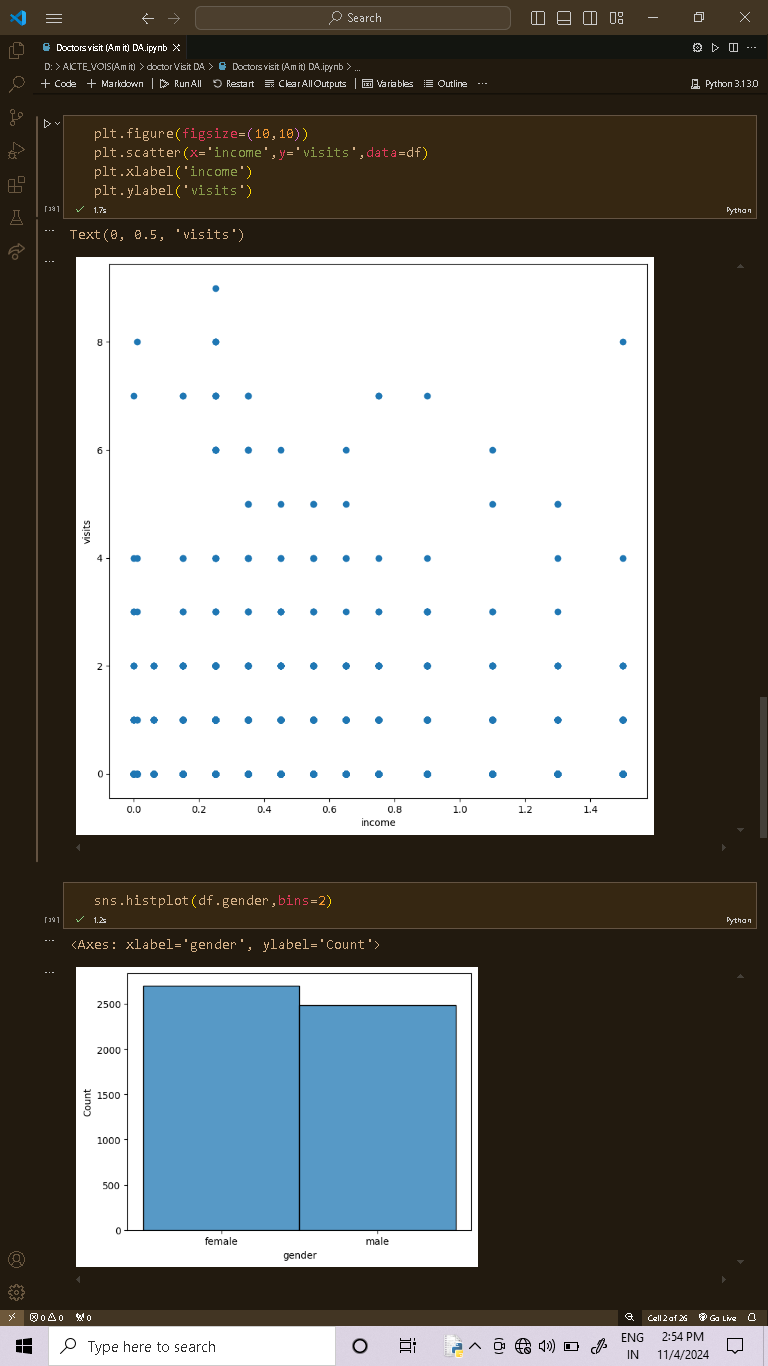 Search
Doctors visit (Amit) DA.ipynb
D: > AICTE_VOIS(Amit) > doctor Visit DA > Doctors visit (Amit) DA.ipynb > ...
+ Code + Markdown Run All Restart Clear All Outputs Variables Outline ... Python 3.13.0
plt.figure(figsize=(10,10))
plt.scatter(x='income',y='visits',data=df)
plt.xlabel('income')
plt.ylabel('visits')
1.7s Python
Text(0, 0.5, 'visits')
8
6
4
2
0
visits
0.0 0.2 0.4 0.6 0.8 1.0 1.2 1.4
income
sns.histplot(df.gender,bins=2)
[39] 1.2s Python
<Axes: xlabel='gender', ylabel='Count'>
2500
2000
1500
1000
500
0
Count
female male
gender
0 0 0 Cell 2 of 26 Go Live
Type here to search
ENG 2:54 PM
IN 11/4/2024